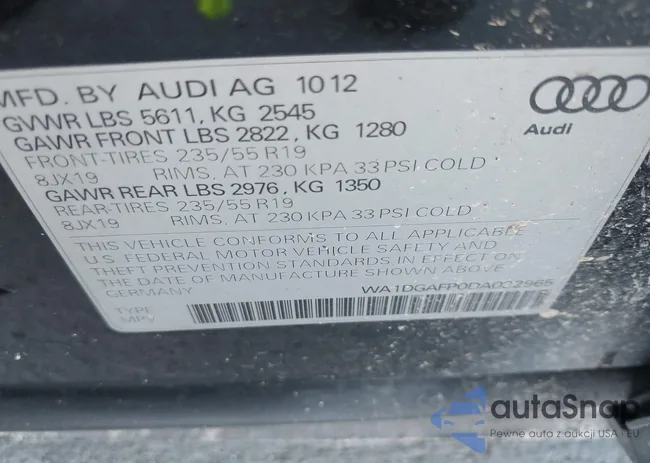 MFD. BY AUDI AG 10 12
GVWR LBS 5611, KG 2545
GAWR FRONT LBS 2822, KG 1280
FRONT-TIRES 235/55 R19
8JX19 RIMS, AT 230 KPA 33 PSI COLD
GAWR REAR LBS 2976, KG 1350
REAR-TIRES 235/55 R19
8JX19 RIMS, AT 230 KPA 33 PSI COLD
THIS VEHICLE CONFORMS TO ALL APPLICABLE
U.S. FEDERAL MOTOR VEHICLE SAFETY AND
THEFT PREVENTION STANDARDS IN EFFECT ON
THE DATE OF MANUFACTURE SHOWN ABOVE.
GERMANY
TYPE
MPV
Audi
autaSnap
Pewne auta z aukcji USA i EU